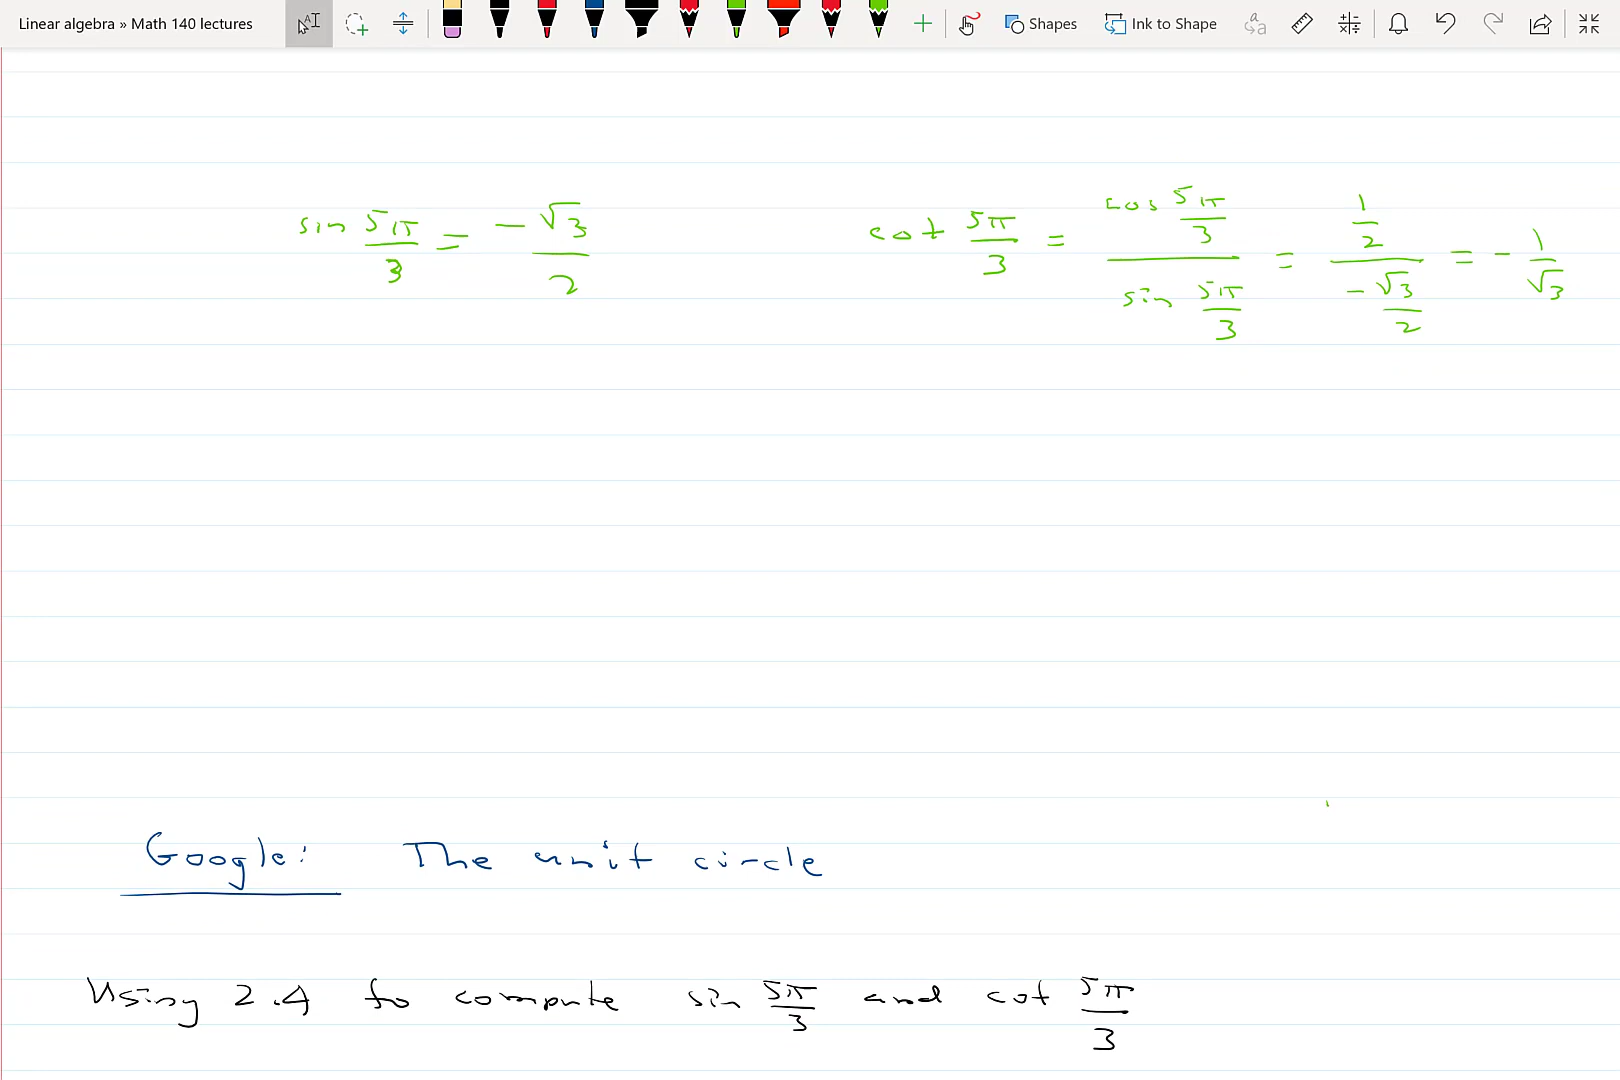 Linear algebra » Math 140 lectures Shapes Ink to Shape
sin 5π/3 = -√3/2 cot 5π/3 = cos 5π/3 / sin 5π/3 = 1/2 / -√3/2 = - 1/√3
Google: The unit circle
Using 2.4 to compute sin 5π/3 and cot 5π/3